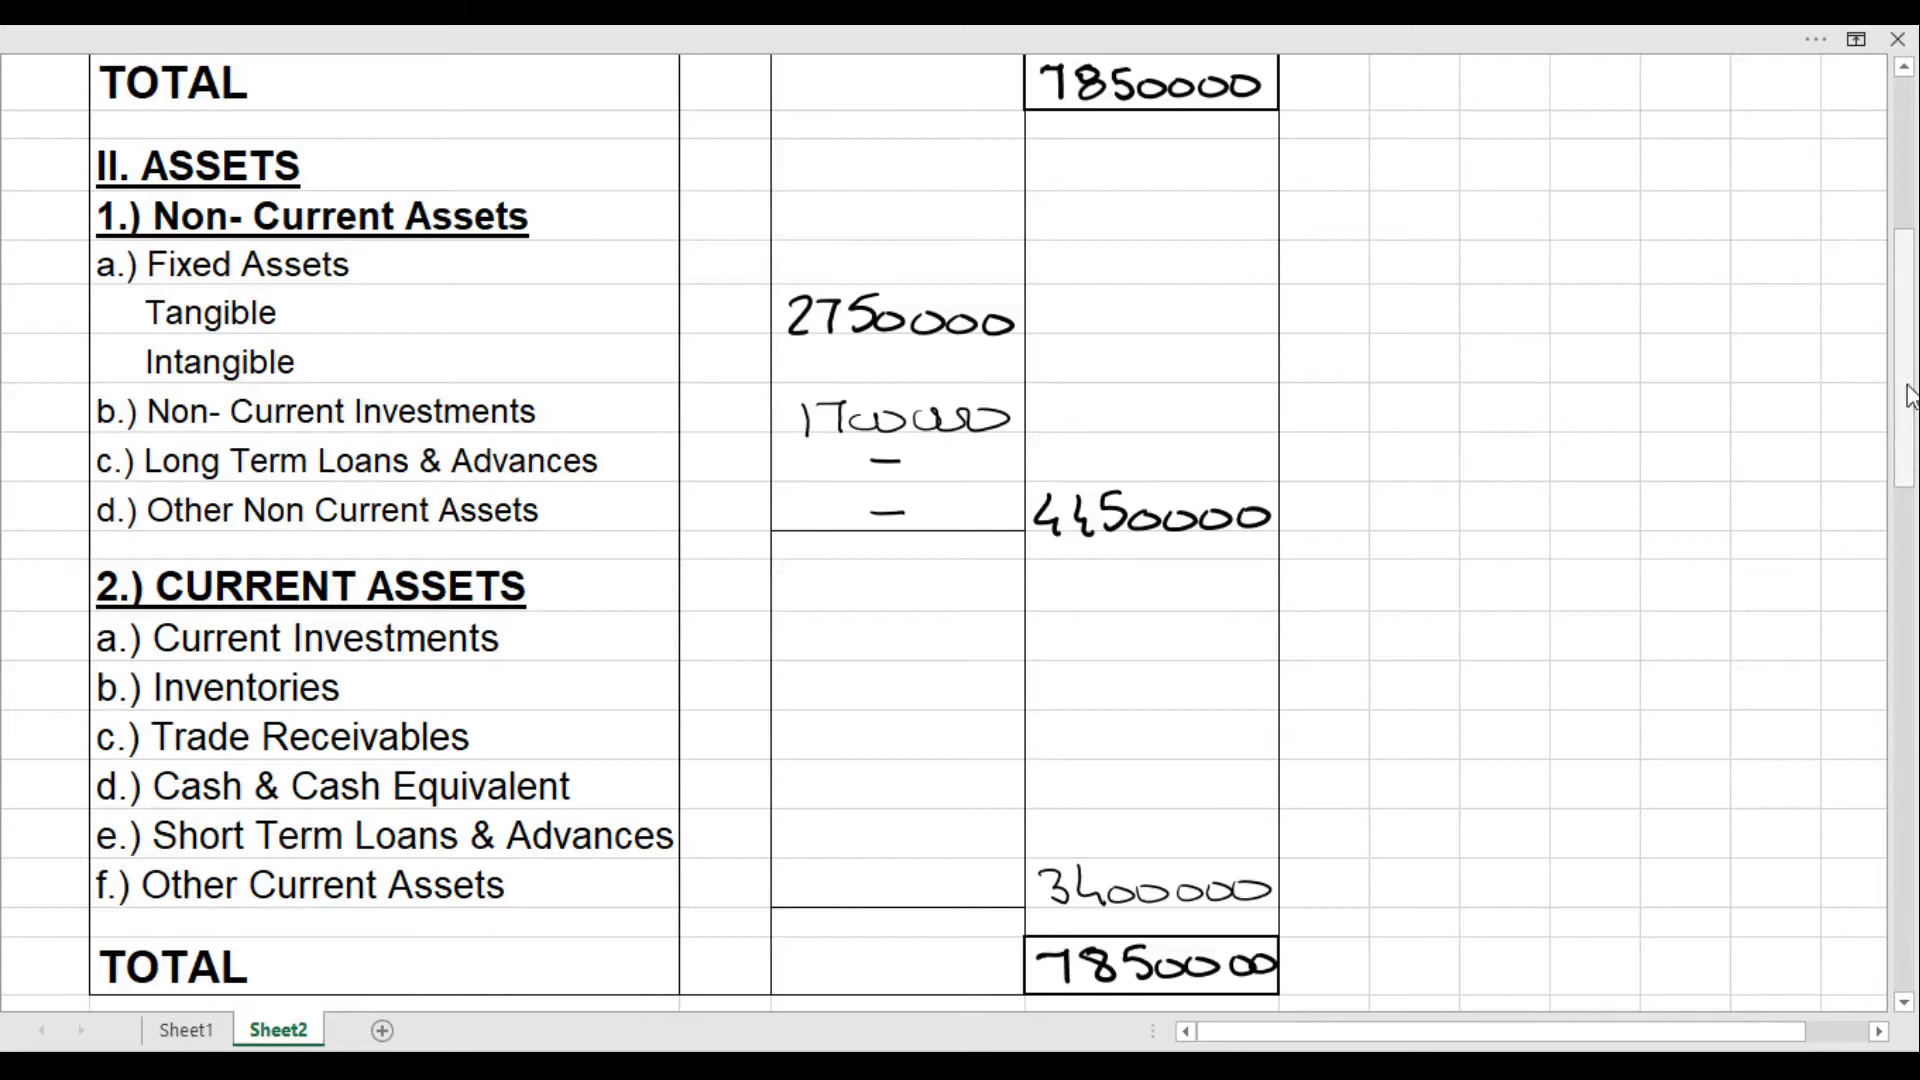 TOTAL 7850000
II. ASSETS
1.) Non- Current Assets
a.) Fixed Assets
Tangible 2750000
Intangible
b.) Non- Current Investments 1700000
c.) Long Term Loans & Advances –
d.) Other Non Current Assets – 4450000
2.) CURRENT ASSETS
a.) Current Investments
b.) Inventories
c.) Trade Receivables
d.) Cash & Cash Equivalent
e.) Short Term Loans & Advances
f.) Other Current Assets 3400000
TOTAL 7850000
Sheet1 Sheet2